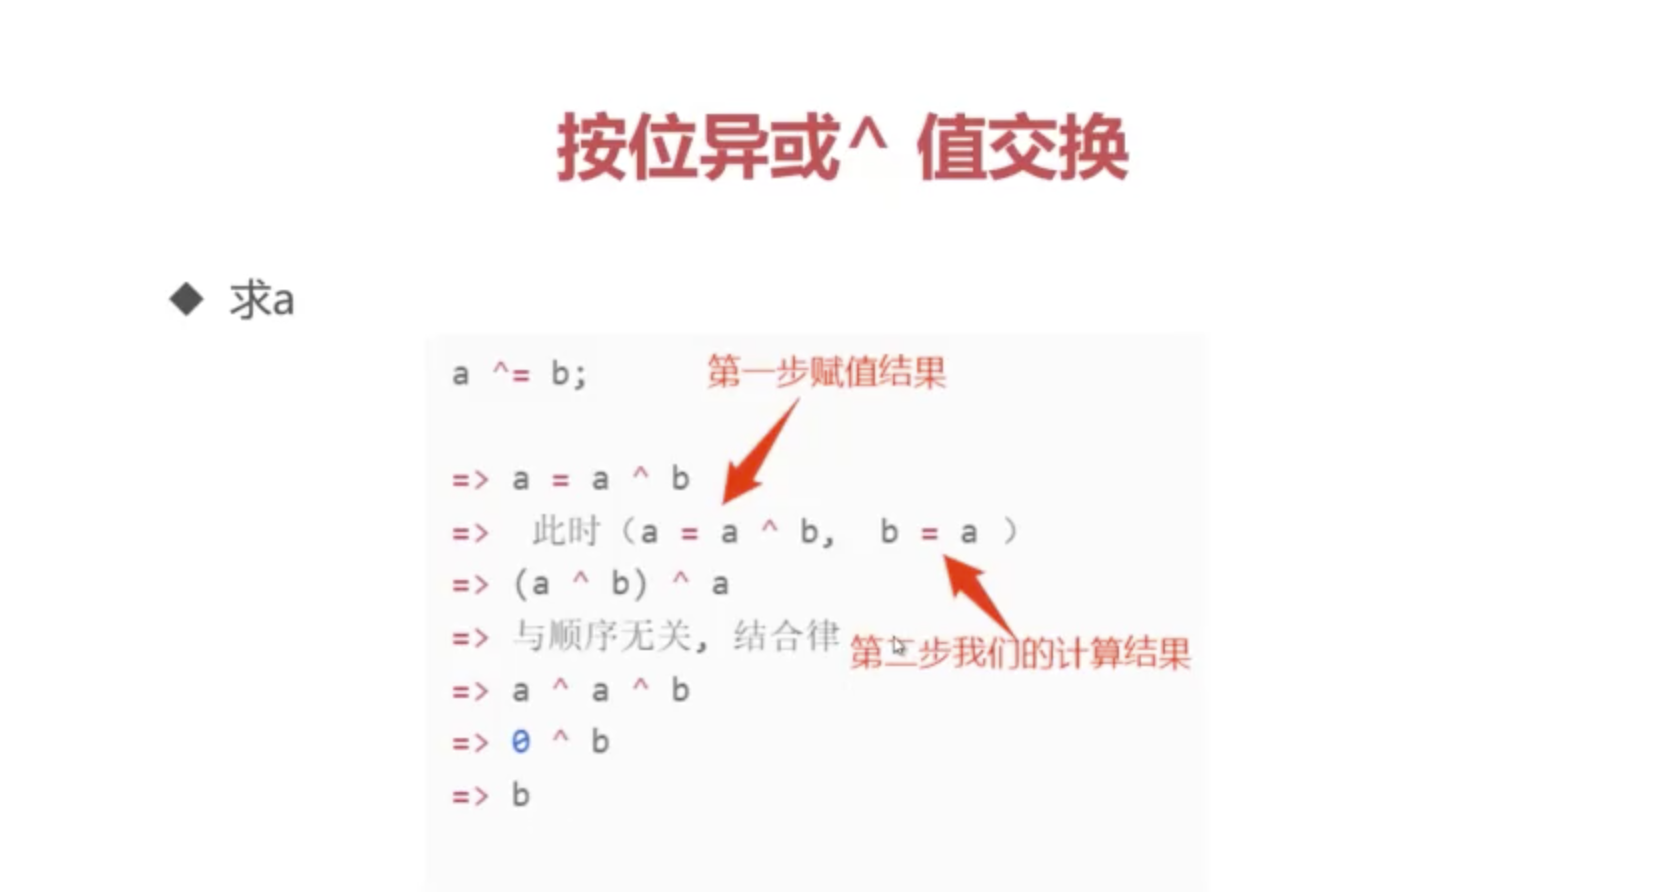 按位异或^ 值交换
◆ 求a
a ^= b;
第一步赋值结果
=> a = a ^ b
=> 此时（a = a ^ b, b = a ）
=> (a ^ b) ^ a
=> 与顺序无关, 结合律
第二步我们的计算结果
=> a ^ a ^ b
=> 0 ^ b
=> b